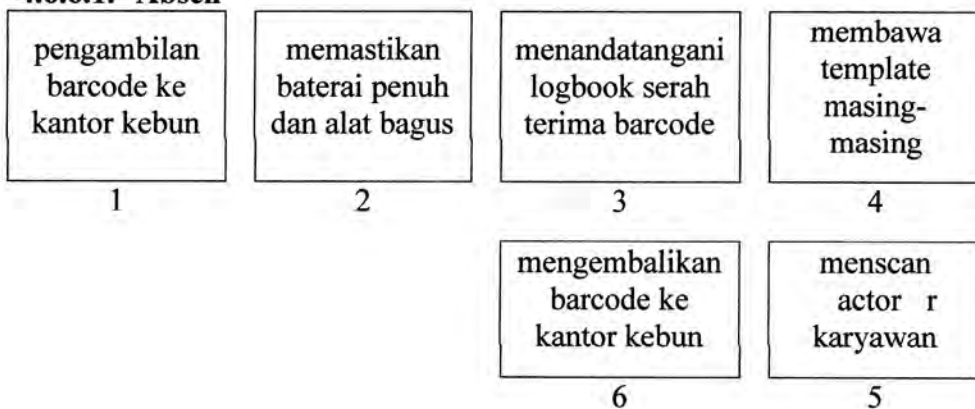 pengambilan
barcode ke
kantor kebun
1
memastikan
baterai penuh
dan alat bagus
2
menandatangani
logbook serah
terima barcode
3
membawa
template
masing-
masing
4
menscan
actor r
karyawan
5
mengembalikan
barcode ke
kantor kebun
6